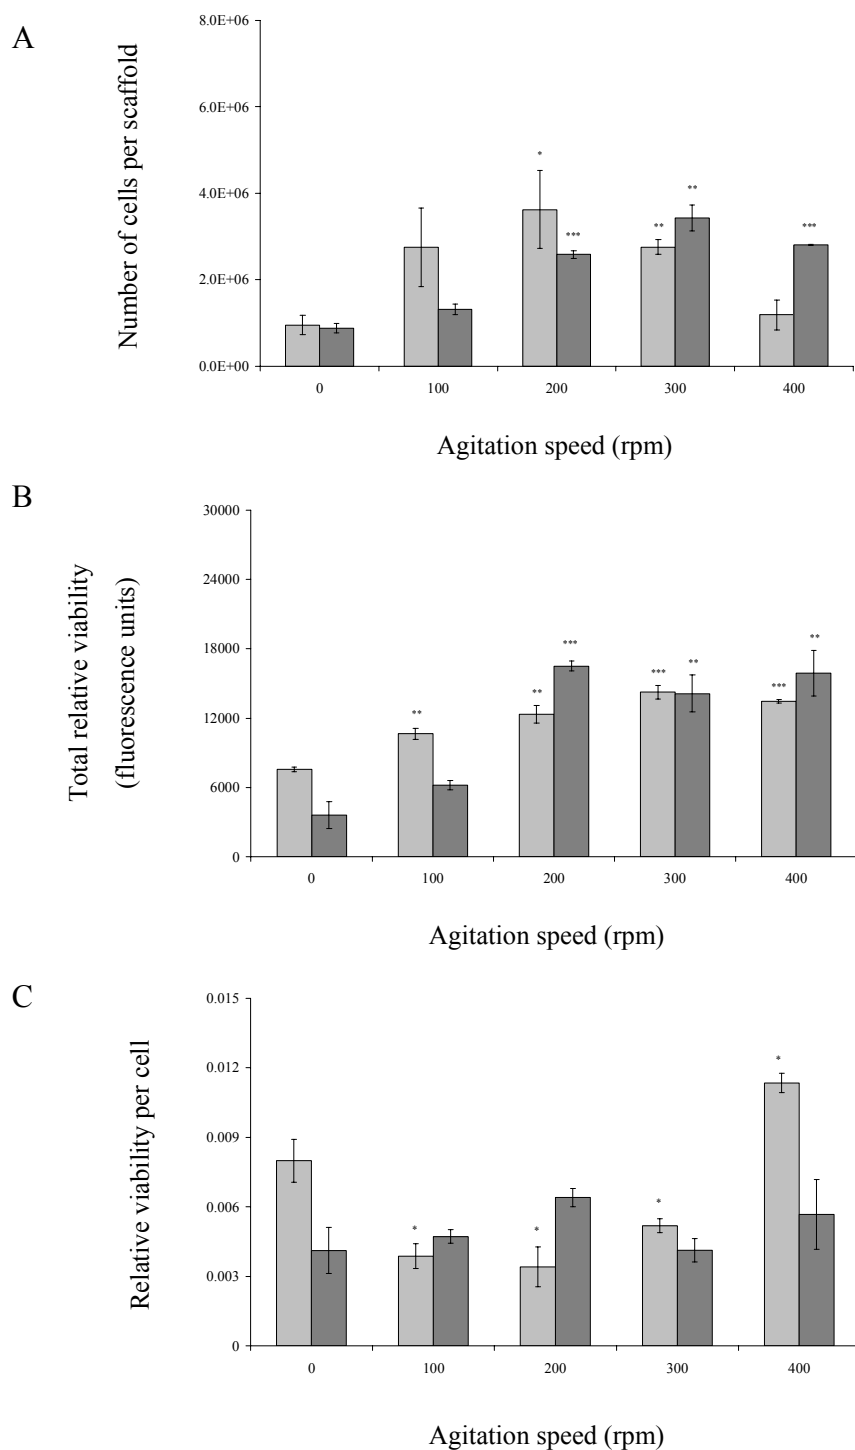 A
Number of cells per scaffold
8.0E+06
6.0E+06
4.0E+06
2.0E+06
0.0E+00
*
***
**
**
***
0
100
200
300
400
Agitation speed (rpm)
B
Total relative viability
(fluorescence units)
30000
24000
18000
12000
6000
0
**
**
***
***
**
***
**
0
100
200
300
400
Agitation speed (rpm)
C
Relative viability per cell
0.015
0.012
0.009
0.006
0.003
0
*
*
*
*
0
100
200
300
400
Agitation speed (rpm)